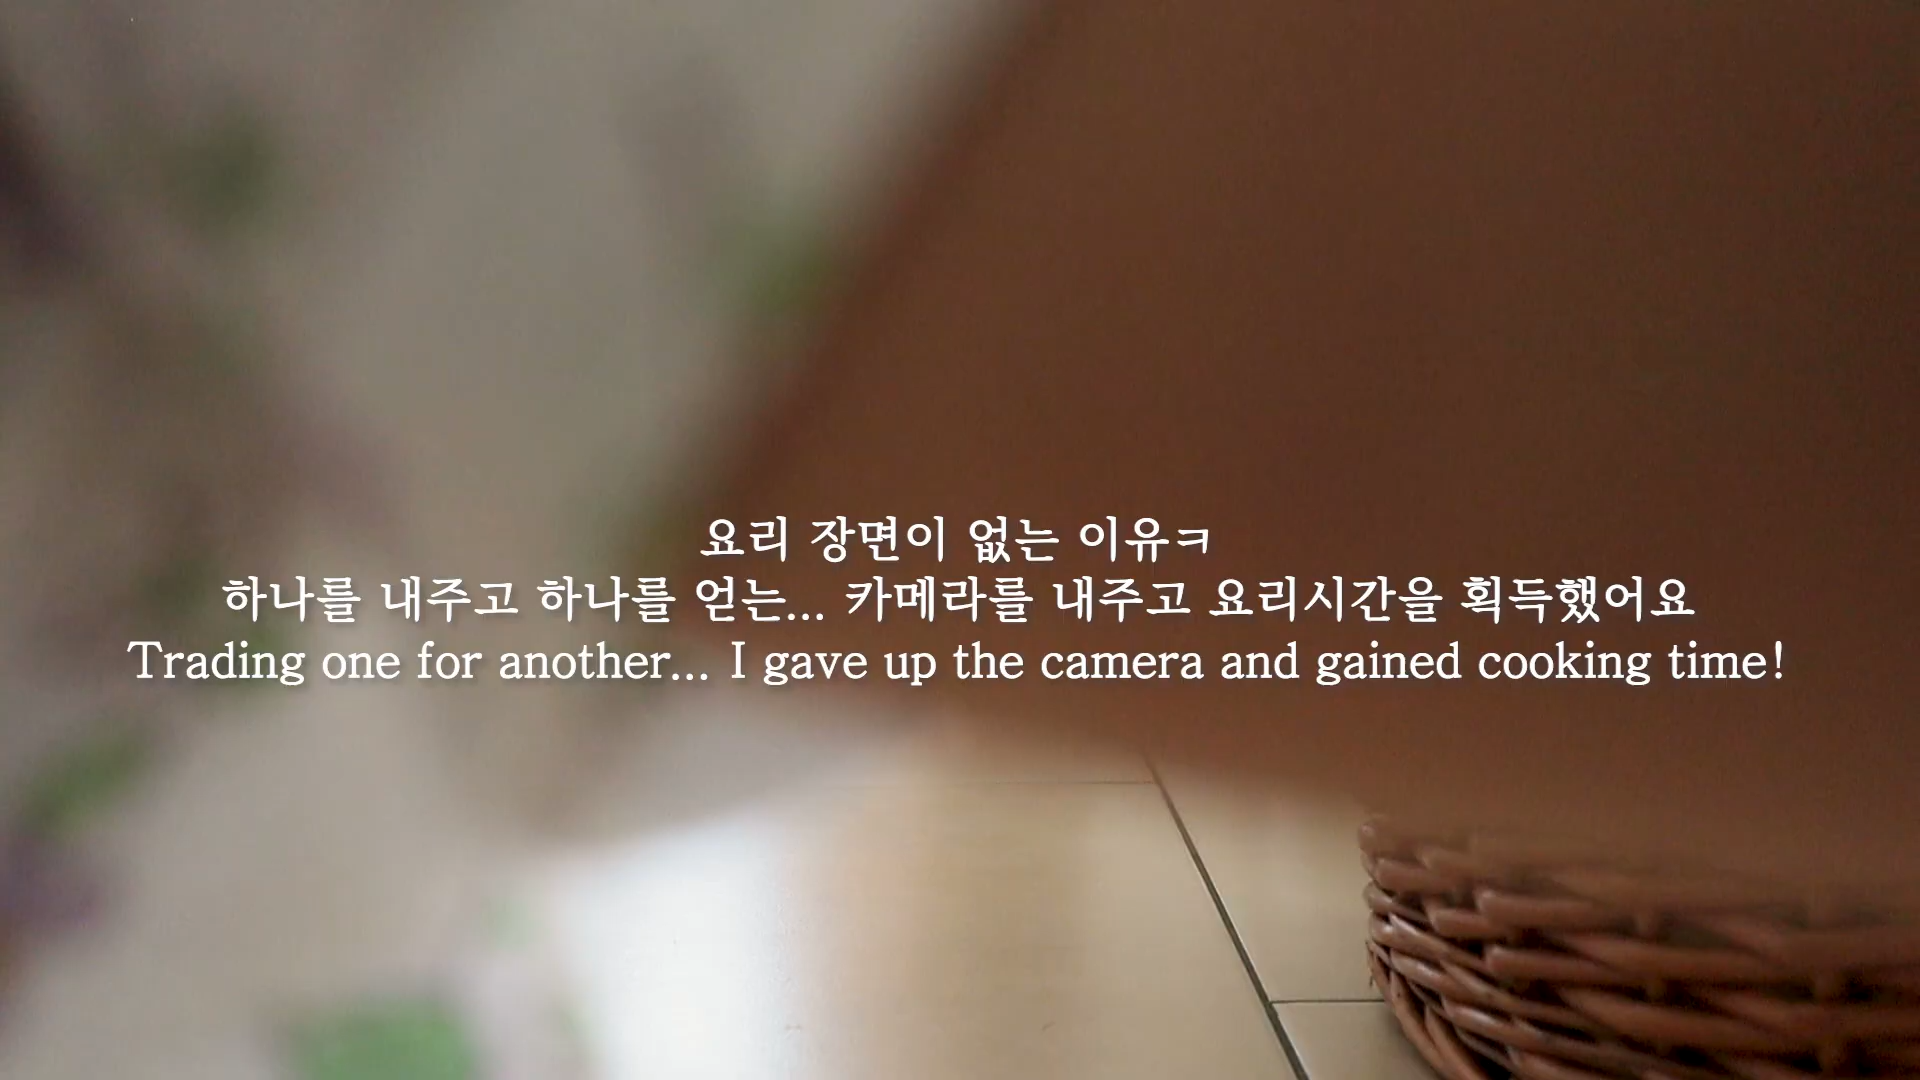 요리 장면이 없는 이유ㅋ
하나를 내주고 하나를 얻는... 카메라를 내주고 요리시간을 획득했어요
Trading one for another... I gave up the camera and gained cooking time!